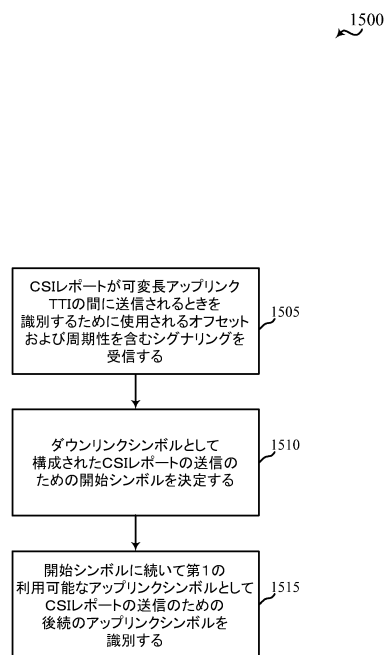 1500
CSIレポートが可変長アップリンク
TTIの間に送信されるときを
識別するために使用されるオフセット
および周期性を含むシグナリングを
受信する
1505
ダウンリンクシンボルとして
構成されたCSIレポートの送信の
ための開始シンボルを決定する
1510
開始シンボルに続いて第1の
利用可能なアップリンクシンボルとして
CSIレポートの送信のための
後続のアップリンクシンボルを
識別する
1515